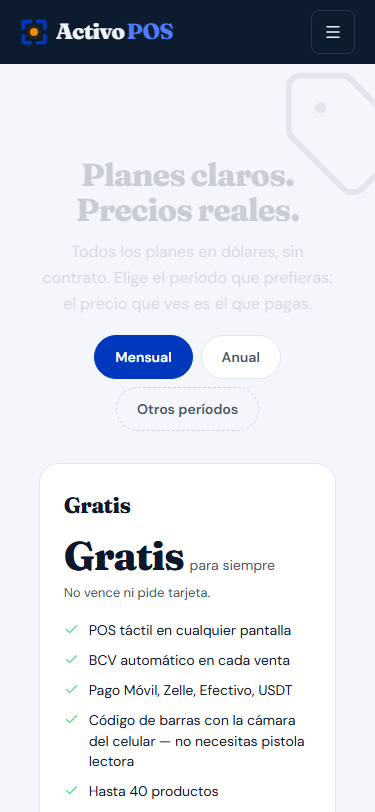 Activo POS
Planes claros.
Precios reales.
Todos los planes en dólares, sin
contrato. Elige el período que prefieras:
el precio que ves es el que pagas.
Mensual
Anual
Otros períodos
Gratis
Gratis para siempre
No vence ni pide tarjeta.
POS táctil en cualquier pantalla
BCV automático en cada venta
Pago Móvil, Zelle, Efectivo, USDT
Código de barras con la cámara
del celular — no necesitas pistola
lectora
Hasta 40 productos